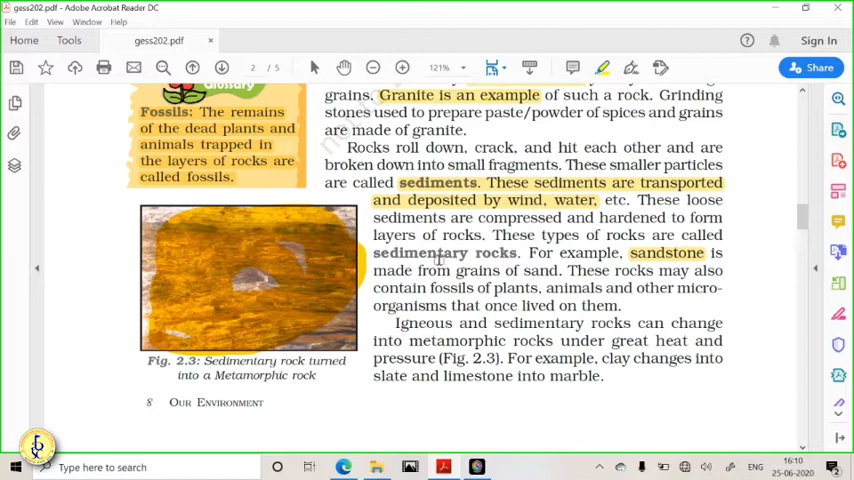 gess202.pdf - Adobe Acrobat Reader DC
File Edit View Window Help
Home Tools gess202.pdf × Sign In
2 / 5 121% Share
Glossary
Fossils: The remains
of the dead plants and
animals trapped in
the layers of rocks are
called fossils.
grains. Granite is an example of such a rock. Grinding
stones used to prepare paste/powder of spices and grains
are made of granite.
Rocks roll down, crack, and hit each other and are
broken down into small fragments. These smaller particles
are called sediments. These sediments are transported
and deposited by wind, water, etc. These loose
sediments are compressed and hardened to form
layers of rocks. These types of rocks are called
sedimentary rocks. For example, sandstone is
made from grains of sand. These rocks may also
contain fossils of plants, animals and other micro-
organisms that once lived on them.
Igneous and sedimentary rocks can change
into metamorphic rocks under great heat and
pressure (Fig. 2.3). For example, clay changes into
slate and limestone into marble.
Fig. 2.3: Sedimentary rock turned
into a Metamorphic rock
8 OUR ENVIRONMENT
Type here to search
ENG
16:10
25-06-2020
2